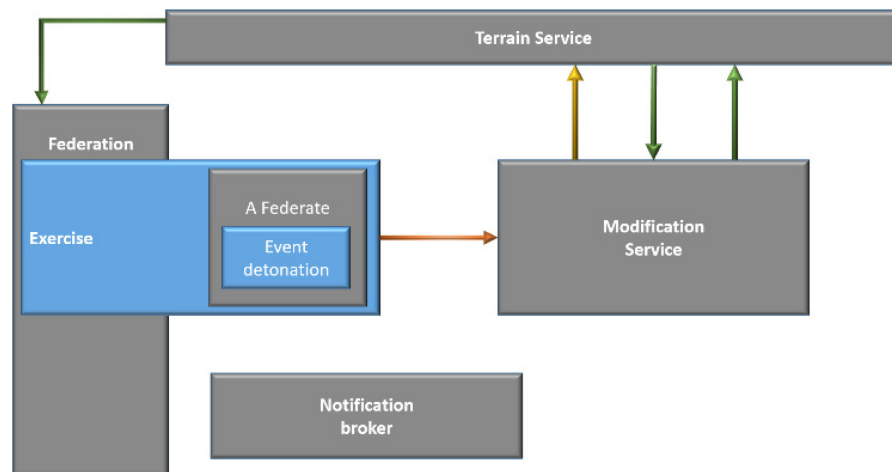 Terrain Service
Federation
A Federate
Exercise
Event
detonation
Modification
Service
Notification
broker